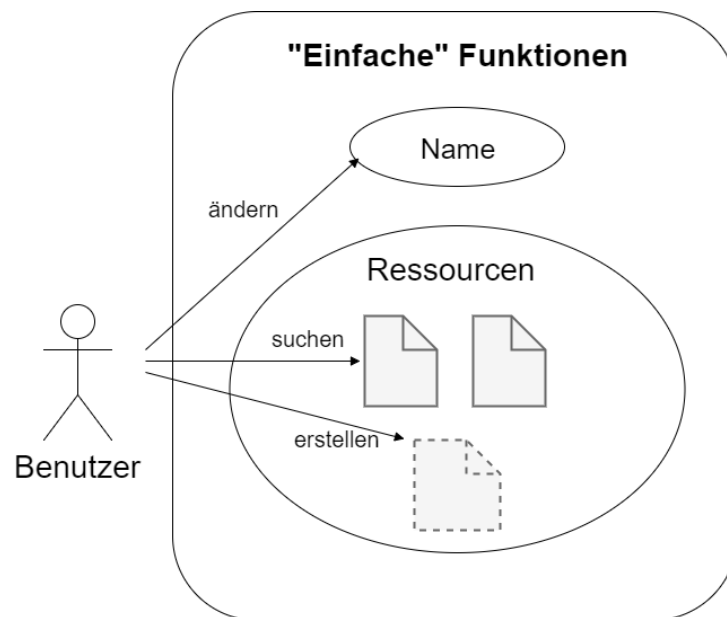 "Einfache" Funktionen
Name
ändern
Ressourcen
suchen
erstellen
Benutzer